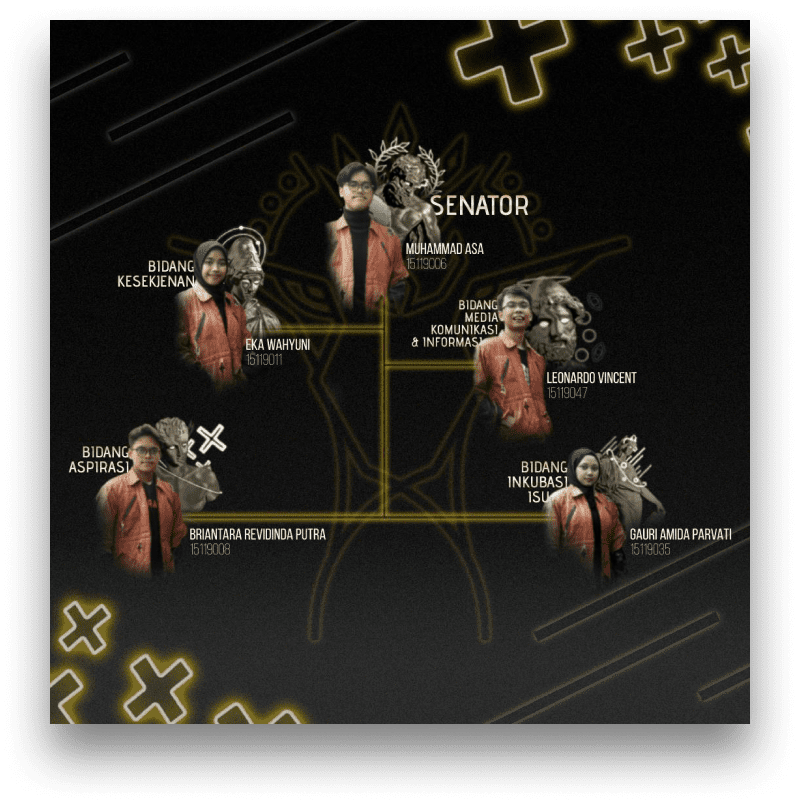 SENATOR
MUHAMMAD ASA
15119006
BIDANG
KESEKJENAN
EKA WAHYUNI
15119011
BIDANG
MEDIA
KOMUNIKASI
& INFORMASI
LEONARDO VINCENT
15119047
BIDANG
ASPIRASI
BRIANTARA REVIDINDA PUTRA
15119008
BIDANG
INKUBASI
ISU
GAURI AMIDA PARVATI
15119035